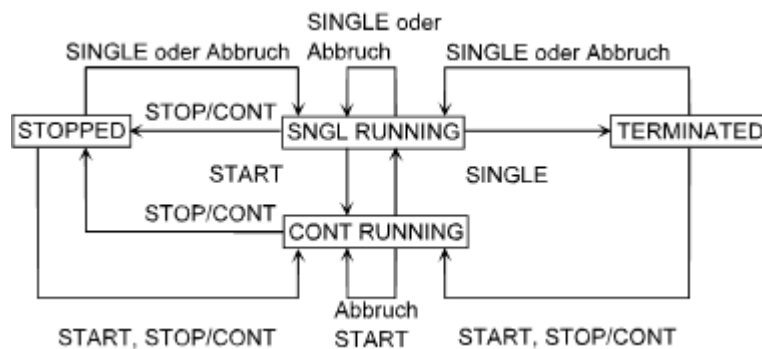 SINGLE oder
Abbruch
SINGLE oder Abbruch
SINGLE oder Abbruch
STOP/CONT
STOPPED
SNGL RUNNING
TERMINATED
START
SINGLE
STOP/CONT
CONT RUNNING
Abbruch
START
START, STOP/CONT
START, STOP/CONT